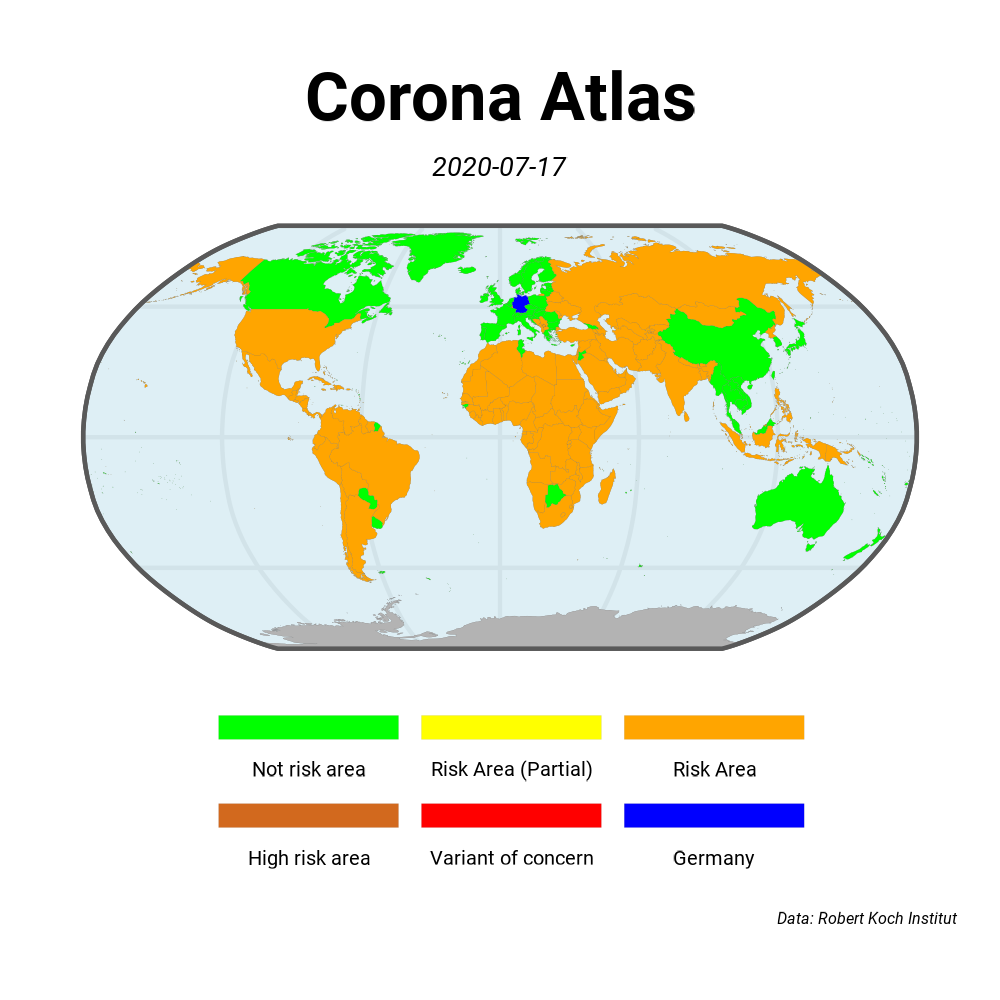 Corona Atlas
2020-07-17
Not risk area
Risk Area (Partial)
Risk Area
High risk area
Variant of concern
Germany
Data: Robert Koch Institut